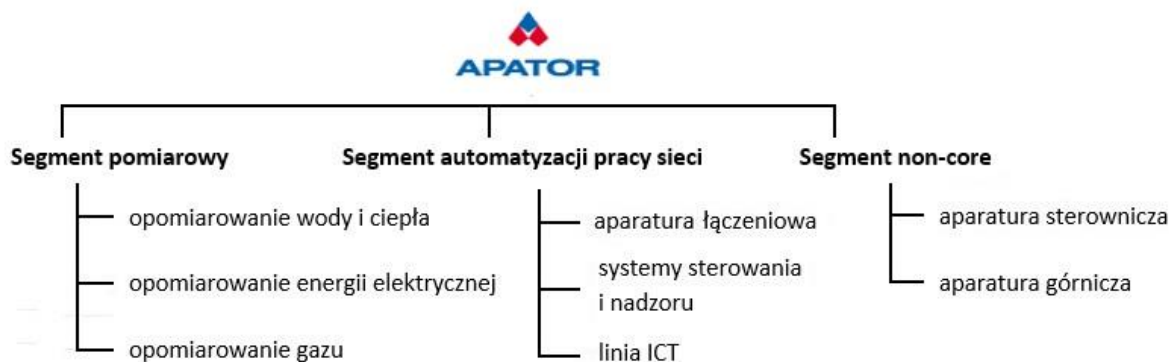 APATOR
Segment pomiarowy
opomiarowanie wody i ciepła
opomiarowanie energii elektrycznej
opomiarowanie gazu
Segment automatyzacji pracy sieci
aparatura łączeniowa
systemy sterowania
i nadzoru
linia ICT
Segment non-core
aparatura sterownicza
aparatura górnicza